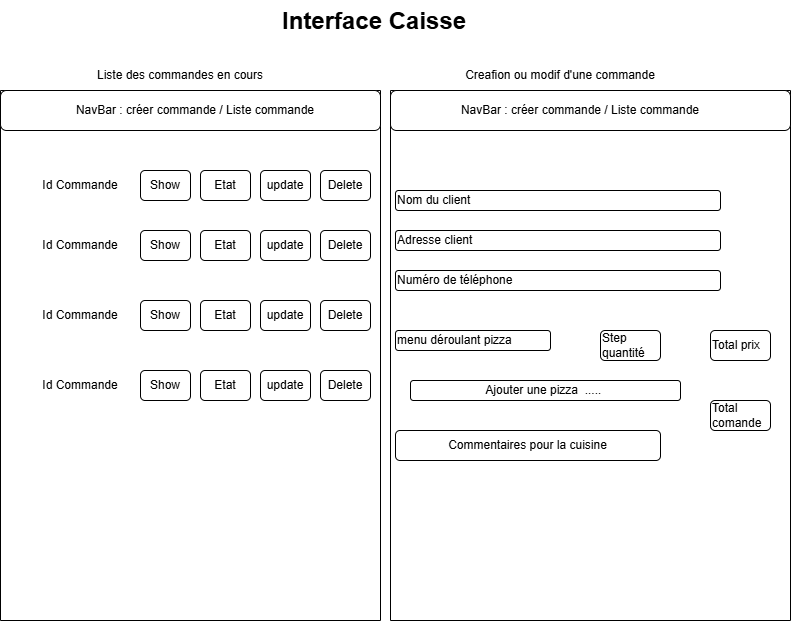 Interface Caisse
Liste des commandes en cours
NavBar : créer commande / Liste commande
Id Commande Show Etat update Delete
Id Commande Show Etat update Delete
Id Commande Show Etat update Delete
Id Commande Show Etat update Delete
Creafion ou modif d'une commande
NavBar : créer commande / Liste commande
Nom du client
Adresse client
Numéro de téléphone
menu déroulant pizza
Step
quantité
Total prix
Ajouter une pizza .....
Total
comande
Commentaires pour la cuisine